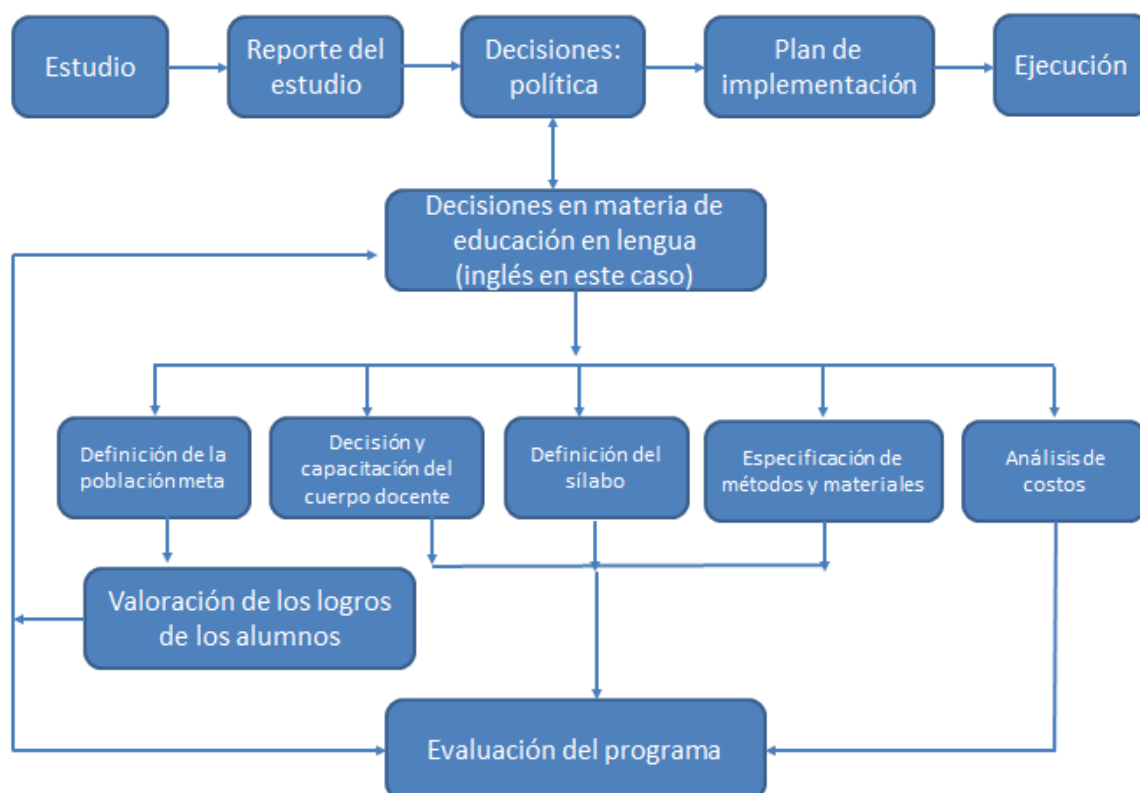 Estudio
Reporte del
estudio
Decisiones:
política
Plan de
implementación
Ejecución
Decisiones en materia de
educación en lengua
(inglés en este caso)
Definición de la
población meta
Decisión y
capacitación del
cuerpo docente
Definición del
sílabo
Especificación de
métodos y materiales
Análisis de
costos
Valoración de los logros
de los alumnos
Evaluación del programa